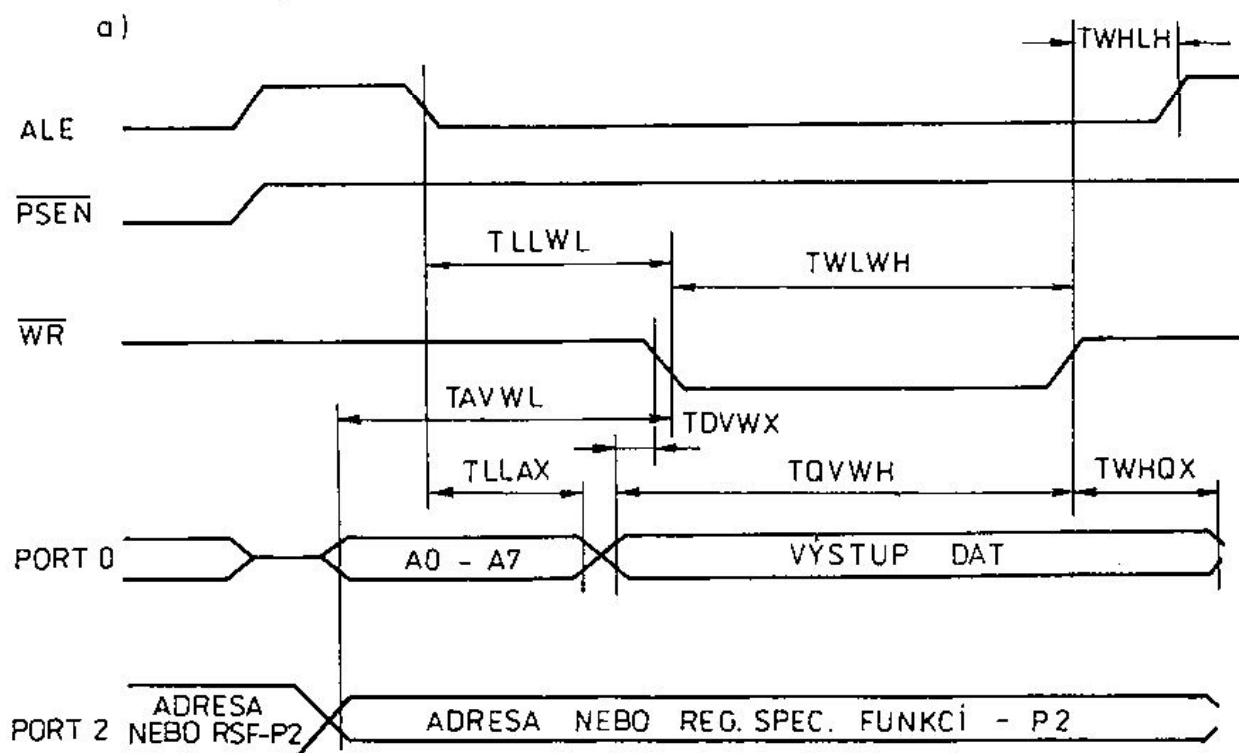 a)
TWHLH
ALE
PSEN
TLLWL
TWLWH
WR
TAVWL
TDVWX
TLLAX
TQVWH
TWHQX
PORT 0
A0 - A7
VÝSTUP DAT
PORT 2
ADRESA
NEBO RSF-P2
ADRESA NEBO REG. SPEC. FUNKCÍ - P2